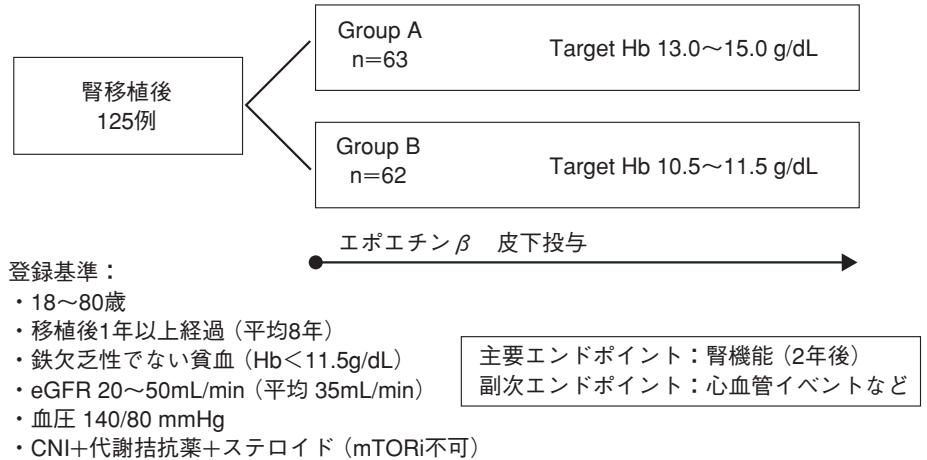 腎移植後
125例
Group A
n=63
Target Hb 13.0～15.0 g/dL
Group B
n=62
Target Hb 10.5～11.5 g/dL
エポエチンβ 皮下投与
登録基準：
・18～80歳
・移植後1年以上経過（平均8年）
・鉄欠乏性でない貧血（Hb＜11.5g/dL）
・eGFR 20～50mL/min（平均 35mL/min）
・血圧 140/80 mmHg
・CNI+代謝拮抗薬+ステロイド（mTORi不可）
主要エンドポイント：腎機能（2年後）
副次エンドポイント：心血管イベントなど